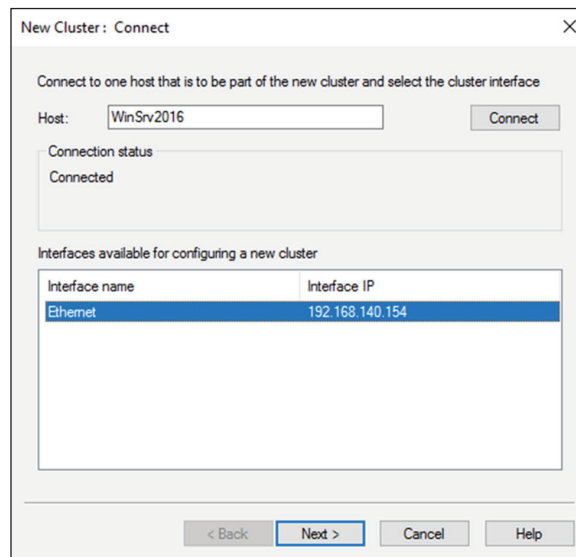 New Cluster : Connect
Connect to one host that is to be part of the new cluster and select the cluster interface
Host: WinSrv2016 Connect
Connection status
Connected
Interfaces available for configuring a new cluster
Interface name Interface IP
Ethernet 192.168.140.154
< Back Next > Cancel Help